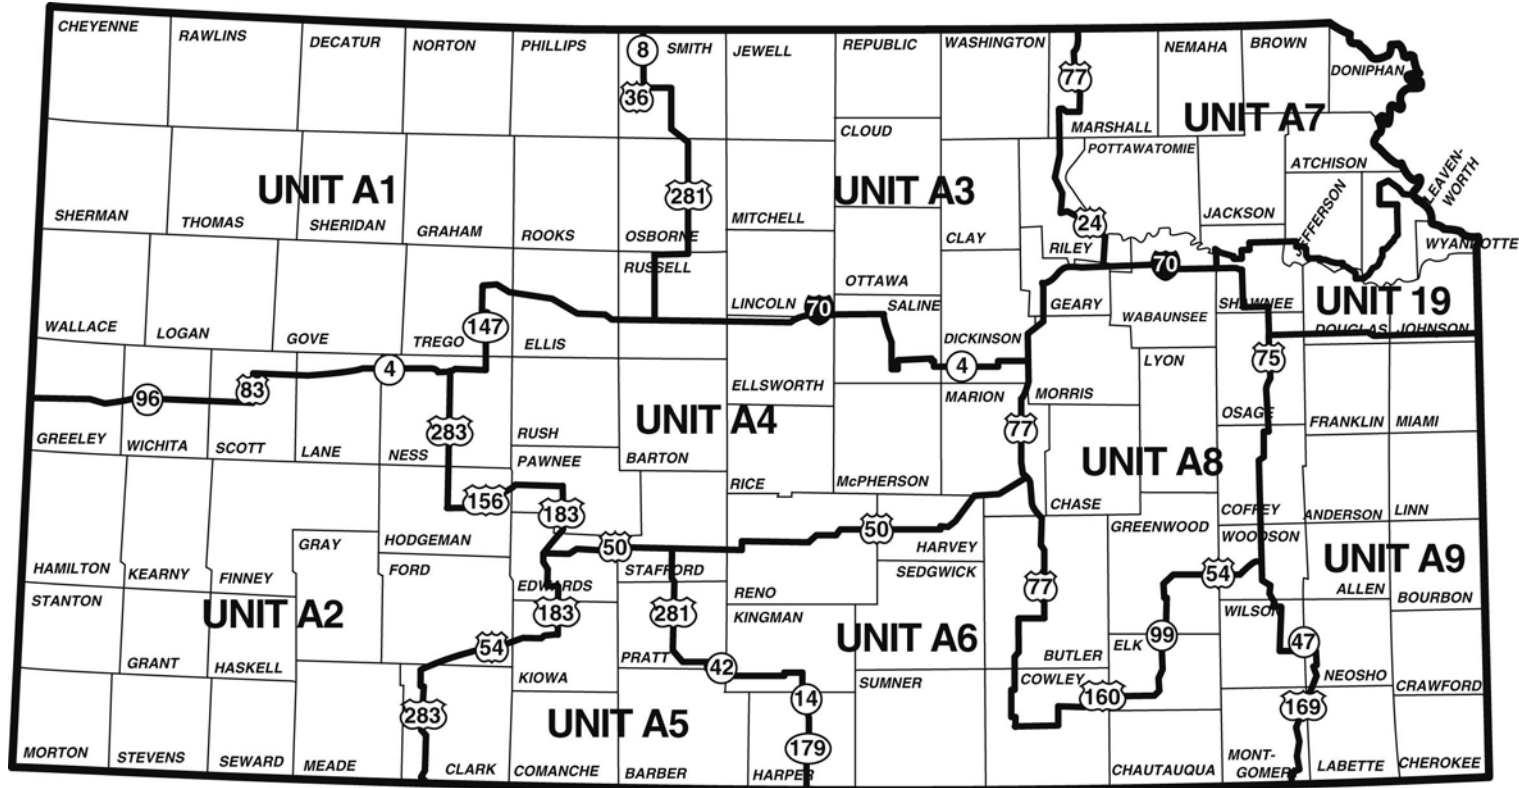 CHEYENNE
RAWLINS
DECATUR
NORTON
PHILLIPS
8
SMITH
JEWELL
REPUBLIC
WASHINGTON
77
NEMAHA
BROWN
DONIPHAN
36
MARSHALL
UNIT A7
CLOUD
POTTAWATOMIE
ATCHISON
LEAVEN-
WORTH
UNIT A1
281
UNIT A3
SHERMAN
THOMAS
SHERIDAN
GRAHAM
ROOKS
OSBORNE
MITCHELL
CLAY
24
RILEY
JACKSON
JEFFERSON
WYANDOTTE
RUSSELL
OTTAWA
70
LINCOLN
70
SALINE
GEARY
WABAUNSEE
SHAWNEE
UNIT 19
WALLACE
LOGAN
GOVE
TREGO
147
ELLIS
DICKINSON
DOUGLAS
JOHNSON
4
4
LYON
75
96
83
ELLSWORTH
MARION
MORRIS
GREELEY
WICHITA
SCOTT
LANE
NESS
283
RUSH
UNIT A4
77
OSAGE
FRANKLIN
MIAMI
PAWNEE
BARTON
UNIT A8
156
RICE
McPHERSON
CHASE
183
COFFEY
ANDERSON
LINN
50
50
GREENWOOD
WOODSON
GRAY
HODGEMAN
HARVEY
UNIT A9
HAMILTON
KEARNY
FINNEY
FORD
EDWARDS
STAFFORD
SEDGWICK
77
54
ALLEN
STANTON
RENO
BOURBON
UNIT A2
183
281
KINGMAN
WILSON
54
UNIT A6
99
47
GRANT
HASKELL
PRATT
42
BUTLER
ELK
KIOWA
SUMNER
COWLEY
NEOSHO
CRAWFORD
283
UNIT A5
14
160
169
179
MORTON
STEVENS
SEWARD
MEADE
CLARK
COMANCHE
BARBER
HARPER
CHAUTAUQUA
MONT-
GOMERY
LABETTE
CHEROKEE